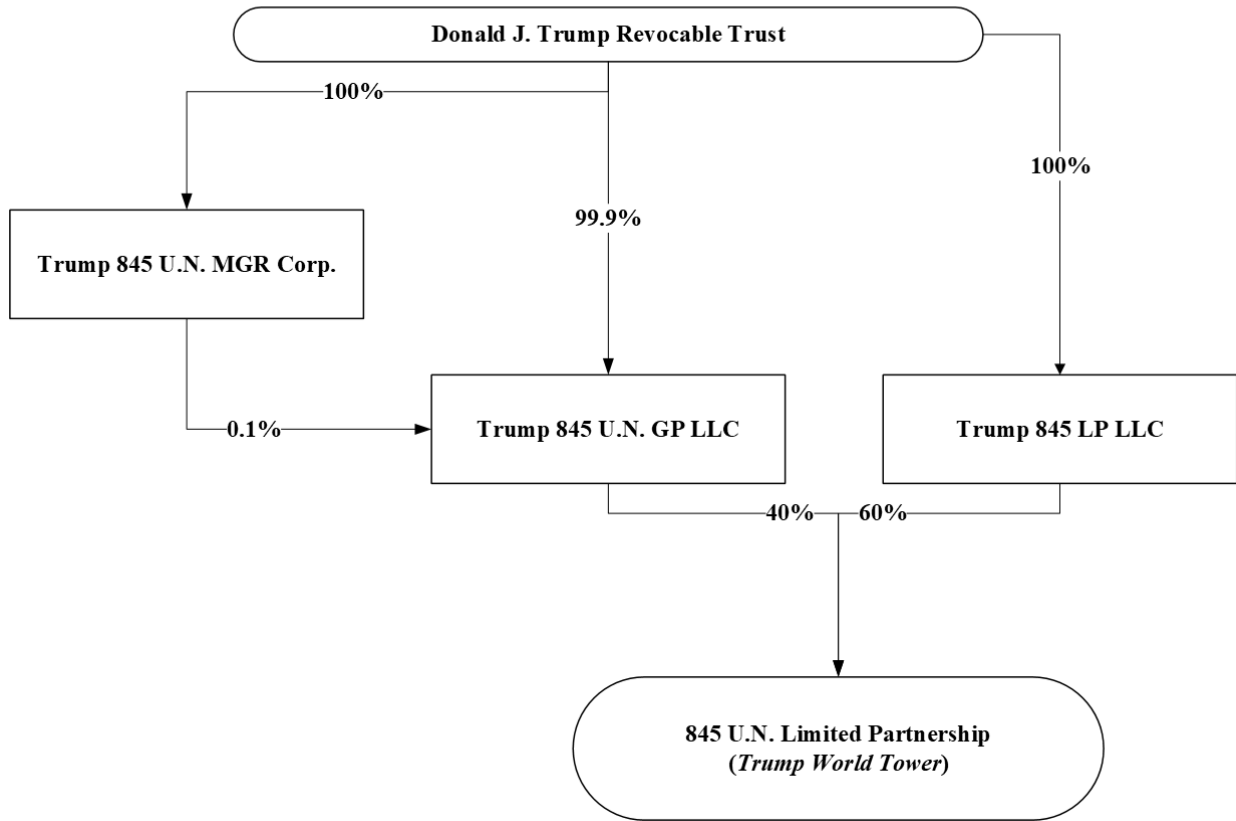 Donald J. Trump Revocable Trust
100%
100%
99.9%
Trump 845 U.N. MGR Corp.
0.1%
Trump 845 U.N. GP LLC
Trump 845 LP LLC
40%
60%
845 U.N. Limited Partnership
(Trump World Tower)